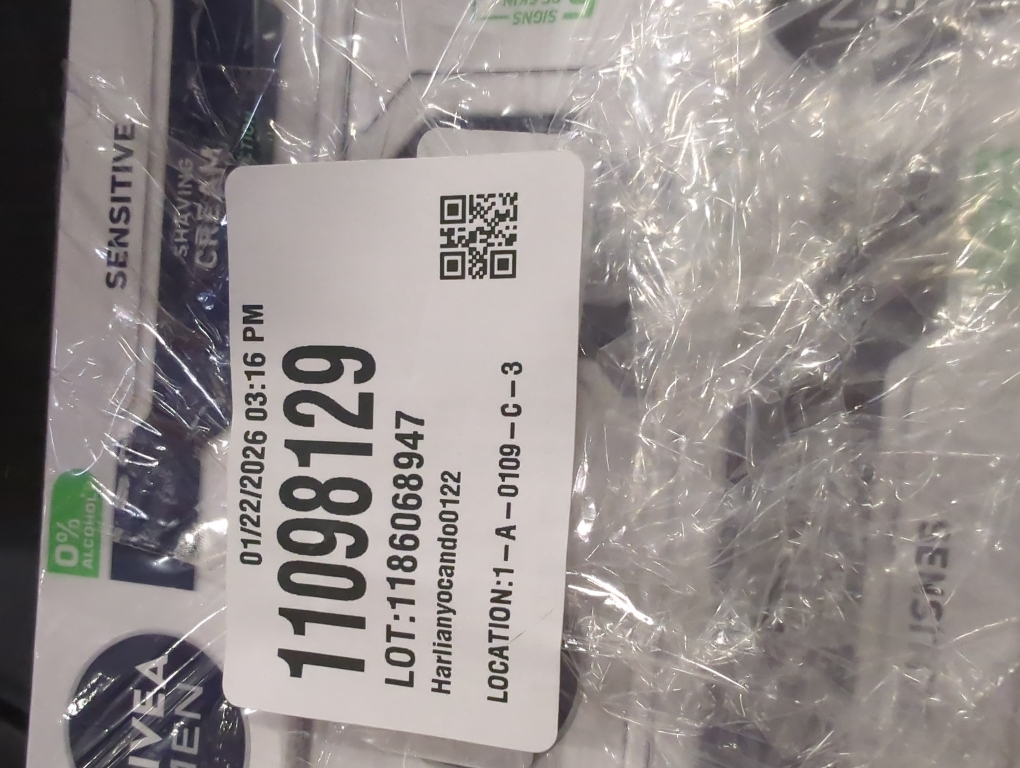 01/22/2026 03:16 PM
11098129
LOT:1186068947
Harlianyocando0122
LOCATION:1-A-0109-C-3
SENSITIVE
SHAVING
CREAM
0%
ALCOHOL
MEN
SIGNS